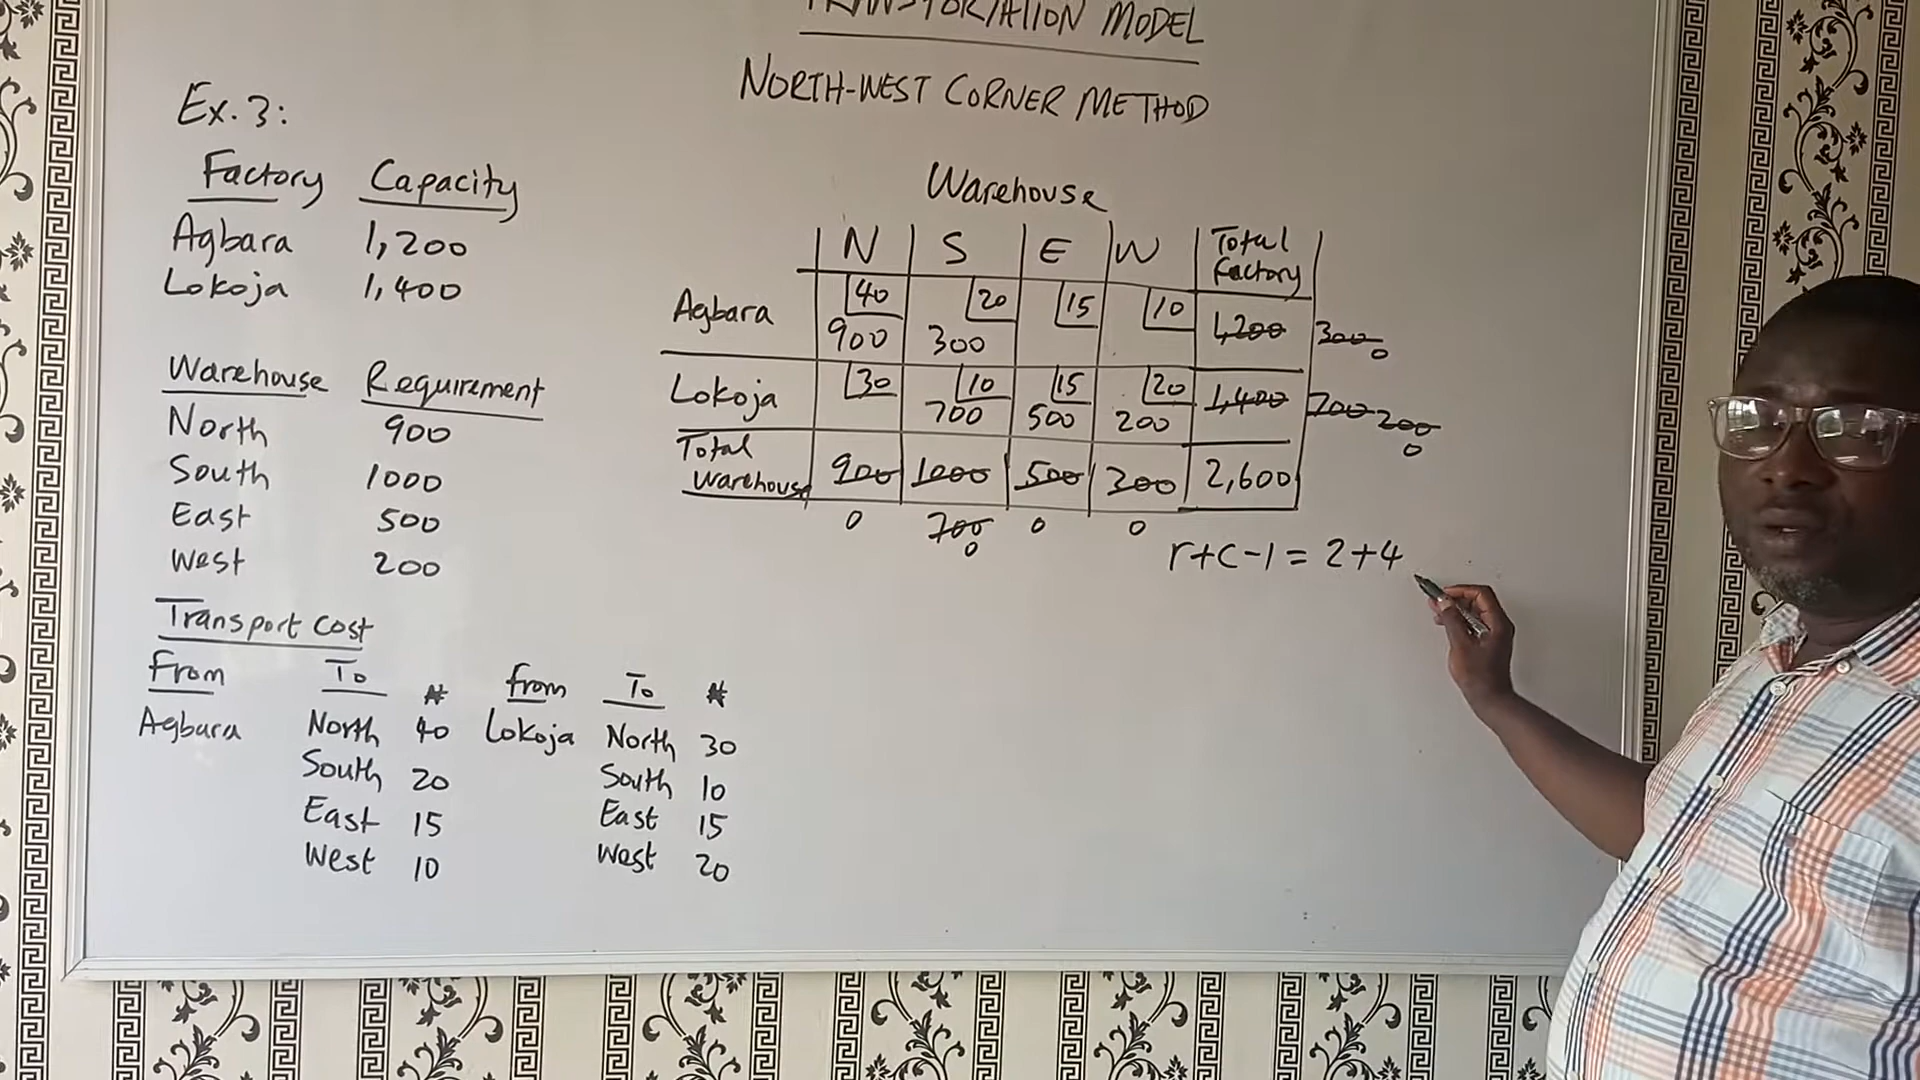 TRANSPORTATION MODEL
NORTH-WEST CORNER METHOD
Ex. 3:
Factory Capacity
Agbara 1,200
Lokoja 1,400
Warehouse Requirement
North 900
South 1000
East 500
West 200
Transport cost
From To ₦ from To ₦
Agbara North 40 Lokoja North 30
South 20 South 10
East 15 East 15
West 10 West 20
Warehouse
N S E W Total Factory
Agbara 40 20 15 10 1,200 300 0
900 300
Lokoja 30 10 15 20 1,400 700 200 0
700 500 200
Total Warehouse 900 1000 500 200 2,600
0 700 0 0
0
r+c-1 = 2+4